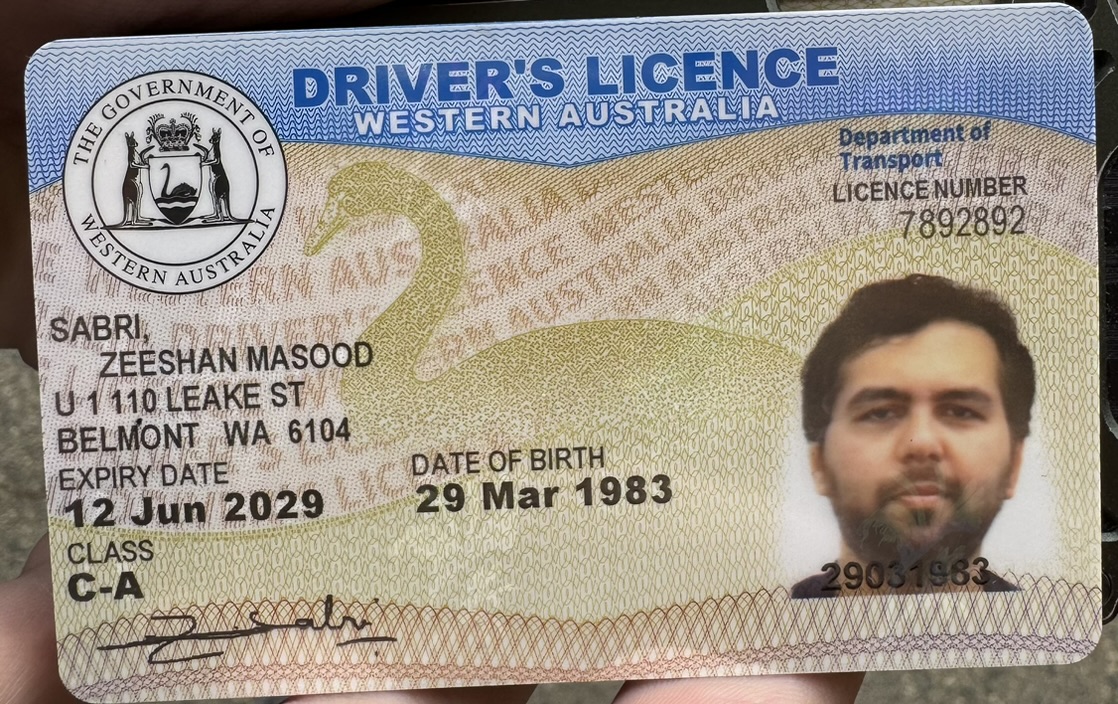 DRIVER'S LICENCE
WESTERN AUSTRALIA
THE GOVERNMENT OF
WESTERN AUSTRALIA
Department of
Transport
LICENCE NUMBER
7892892
SABRI,
ZEESHAN MASOOD
U 1 110 LEAKE ST
BELMONT WA 6104
EXPIRY DATE
12 Jun 2029
DATE OF BIRTH
29 Mar 1983
CLASS
C-A
29031983
Z Sabri